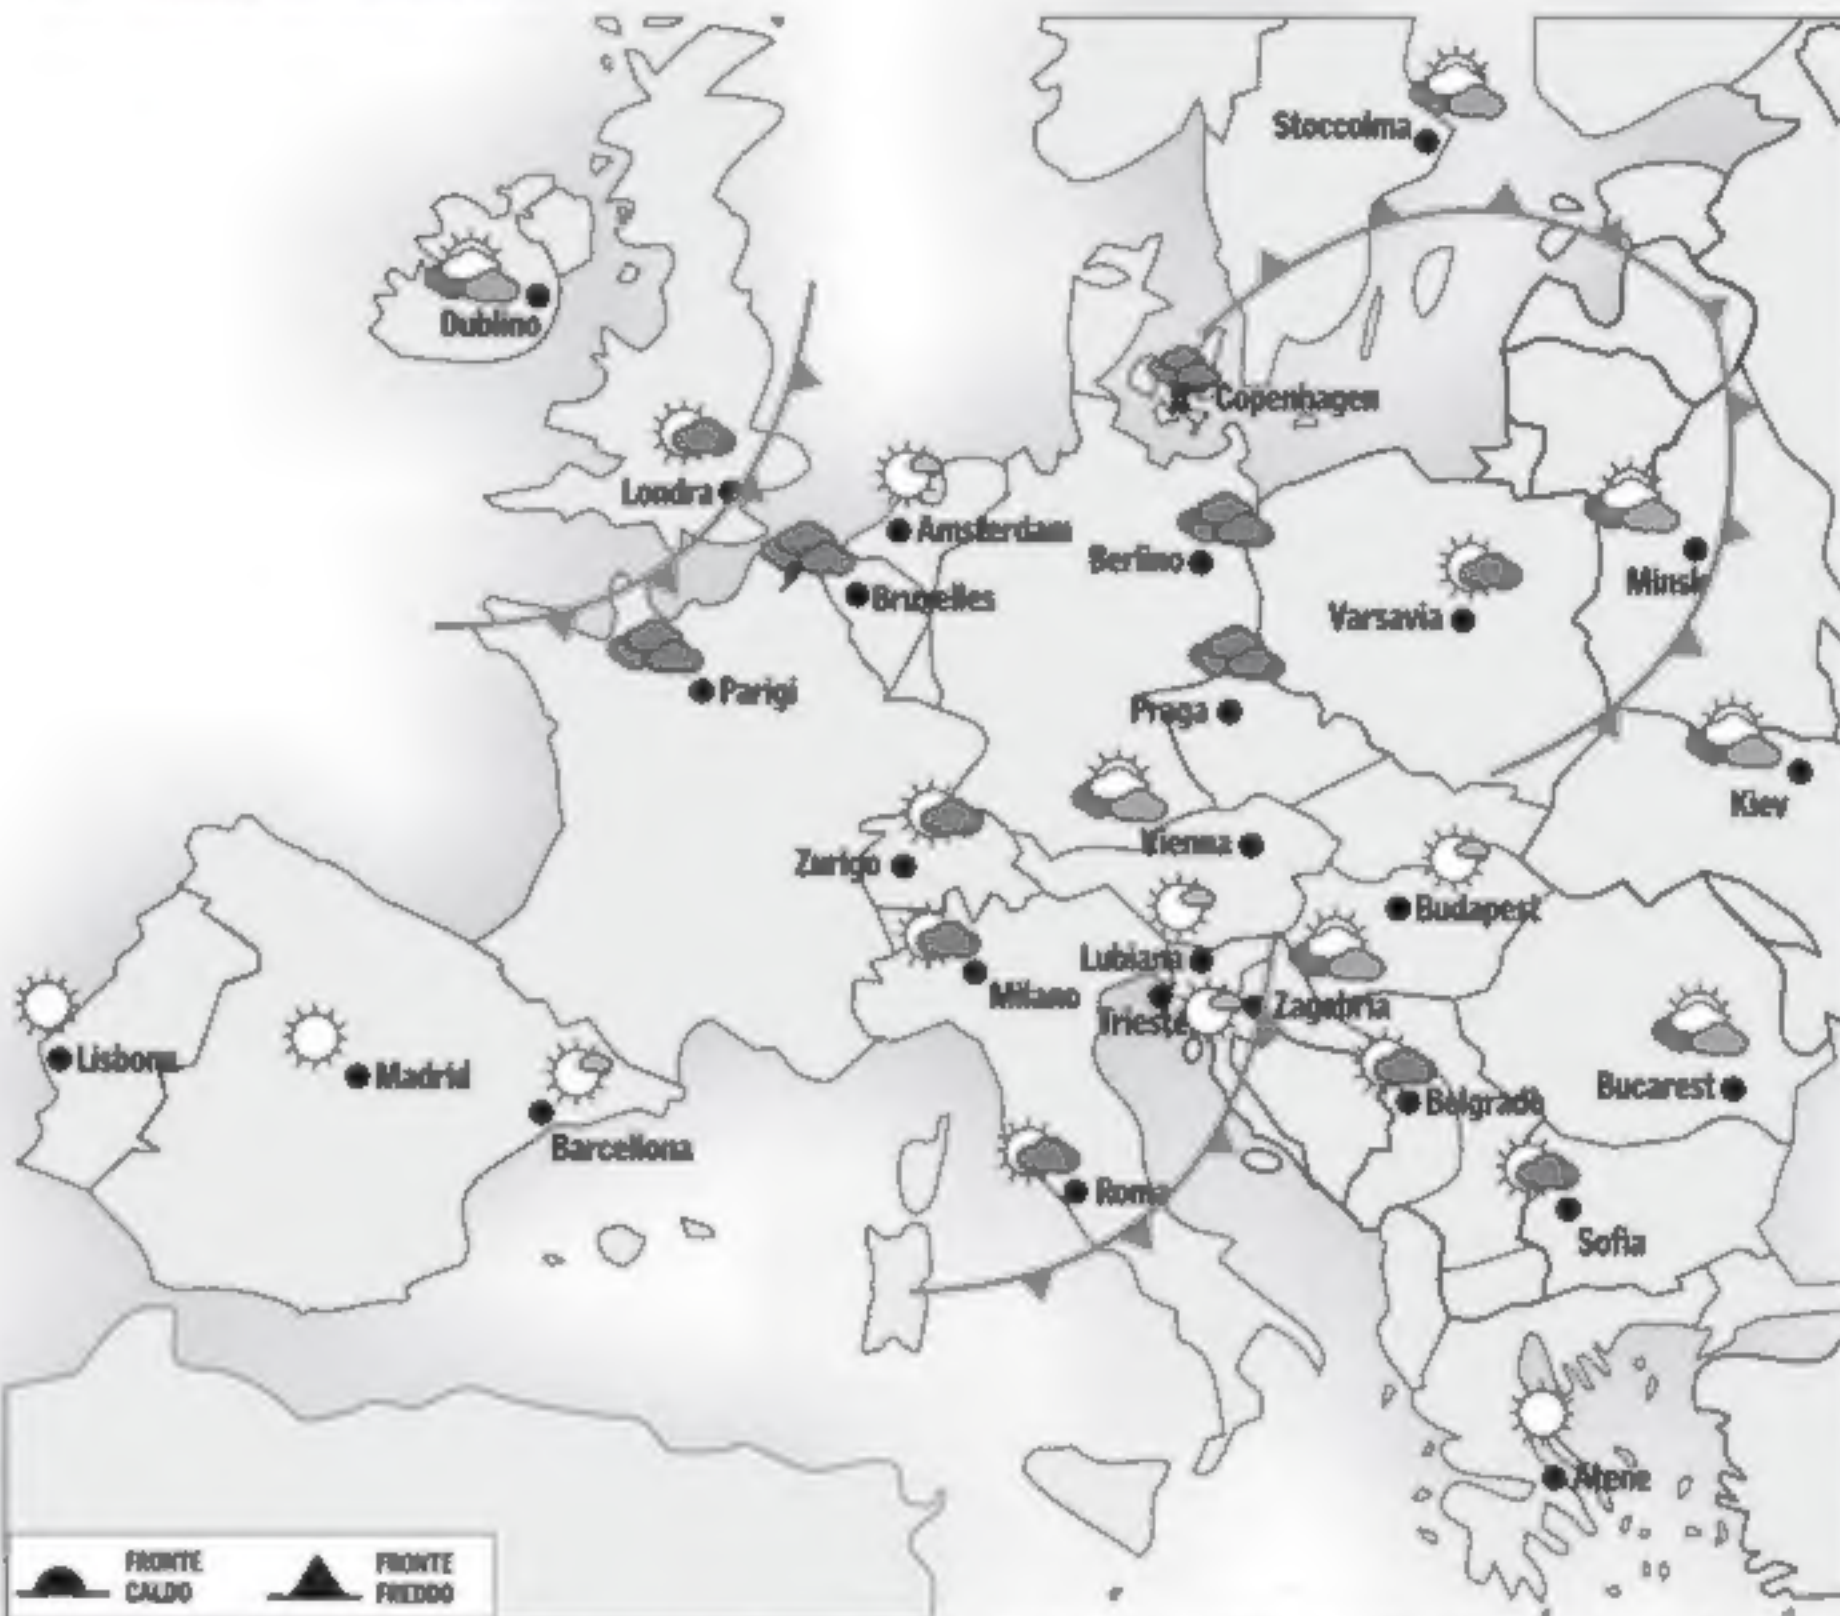 Stoccolma
Dublino
Copenhagen
Londra
Amsterdam
Berlino
Minsk
Bruxelles
Varsavia
Parigi
Praga
Kiev
Vienna
Zurigo
Budapest
Lubiana
Milano
Trieste
Zagabria
Lisbona
Madrid
Bucarest
Belgrado
Barcellona
Roma
Sofia
Atene
FRONTE
CALDO
FRONTE
FREDDO